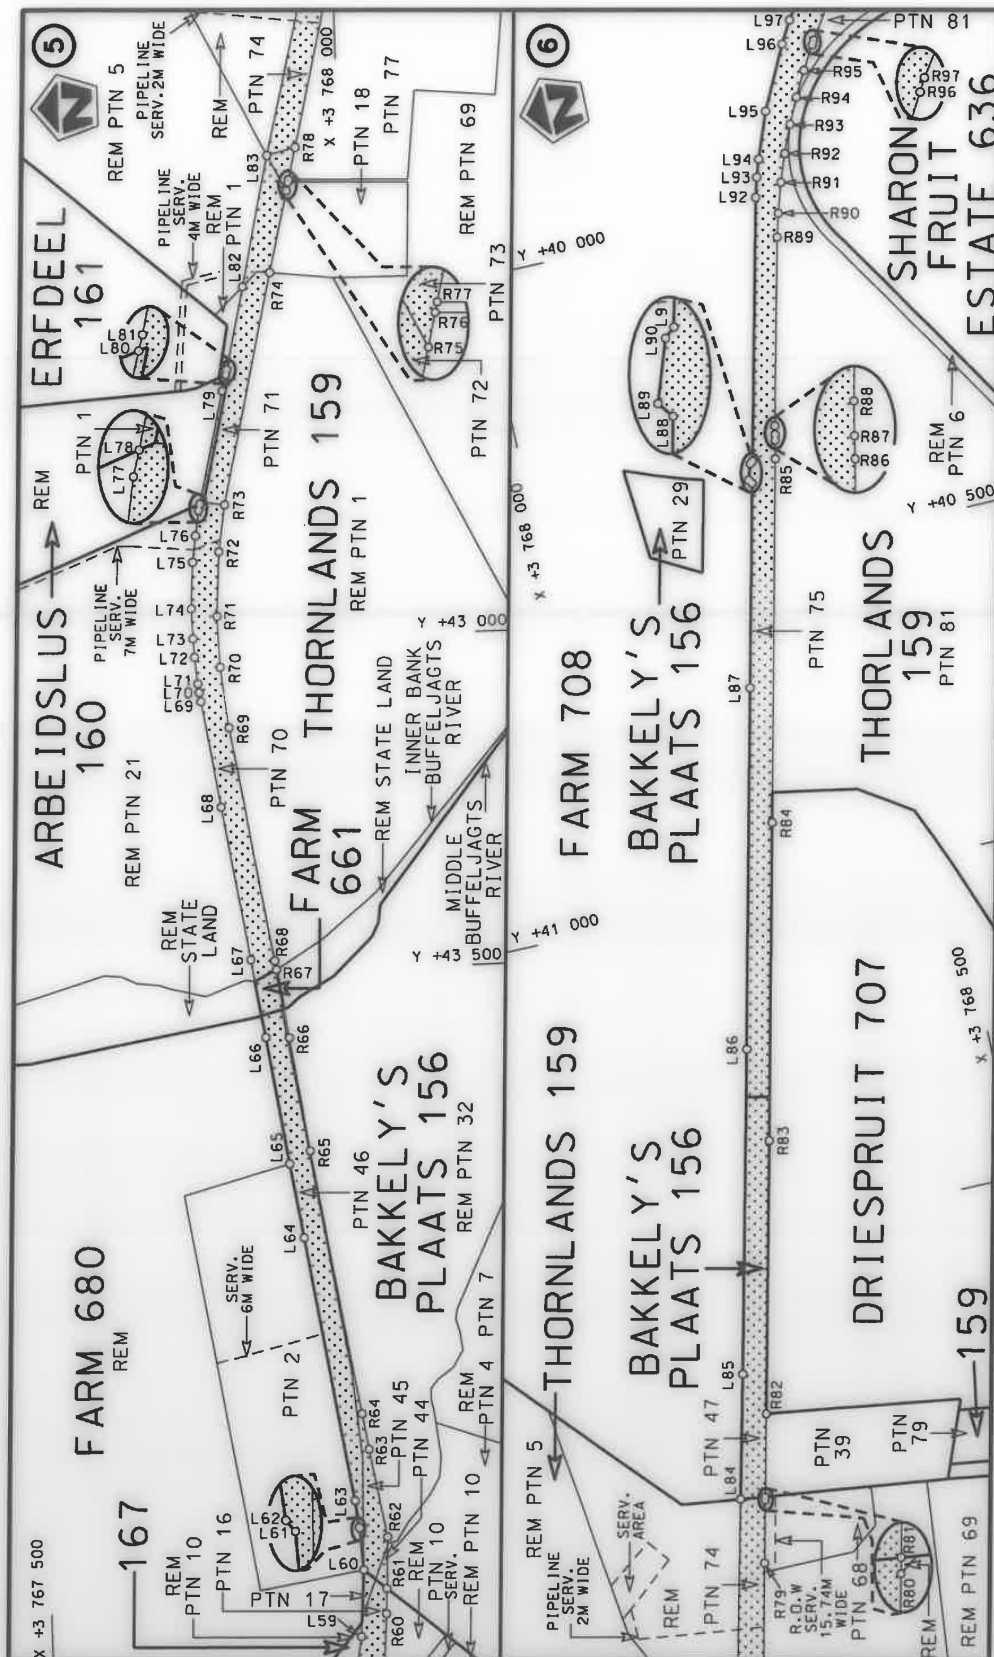 5
X +3 767 500
167
REM
PTN 10
PTN 16
PTN 17
L59
L60
L61
L62
L63
R60
R61
R62
R63
R64
REM
PTN 10
SERV.
REM PTN 10
PTN 44
PTN 45
REM
PTN 4
PTN 7
FARM 680
REM
PTN 2
SERV.
6M WIDE
L64
L65
R65
PTN 46
BAKKELY'S
PLAATS 156
REM PTN 32
L66
R66
L67
R67
R68
REM
STATE
LAND
FARM
661
REM STATE LAND
INNER BANK
BUFFELJAGTS
RIVER
MIDDLE
BUFFELJAGTS
RIVER
Y +43 500
Y +43 000
ARBEIDSLUS
160
REM
REM PTN 21
L68
L69
L70
L71
L72
L73
L74
L75
L76
R69
R70
R71
R72
R73
PTN 70
PIPELINE
SERV.
7M WIDE
THORNLANDS 159
REM PTN 1
PTN 1
L77
L78
L79
L80
L81
PTN 71
ERFDEEL
161
L82
R74
PTN 1
REM
PIPELINE
SERV.
4M WIDE
REM PTN 5
PIPELINE
SERV. 2M WIDE
REM
PTN 74
L83
R78
X +3 768 000
PTN 18
PTN 77
REM PTN 69
PTN 72
PTN 73
R75
R76
R77
6
REM PTN 5
PIPELINE
SERV.
2M WIDE
SERV.
AREA
REM
PTN 74
R79
R.O.W
SERV.
15.74M
WIDE
PTN 68
R80
R81
REM
REM PTN 69
THORNLANDS 159
L84
PTN 47
L85
R82
PTN
39
PTN
79
159
BAKKELY'S
PLAATS 156
DRIESPRUIT 707
R83
L86
R84
X +3 768 500
Y +41 000
FARM 708
BAKKELY'S
PLAATS 156
PTN 29
L87
PTN 75
THORLANDS
159
PTN 81
X +3 768 000
L88
L89
L90
L91
R85
R86
R87
R88
Y +40 500
REM
PTN 6
Y +40 000
R89
R90
R91
R92
R93
R94
R95
L92
L93
L94
L95
L96
L97
PTN 81
R96
R97
SHARON
FRUIT
ESTATE 636